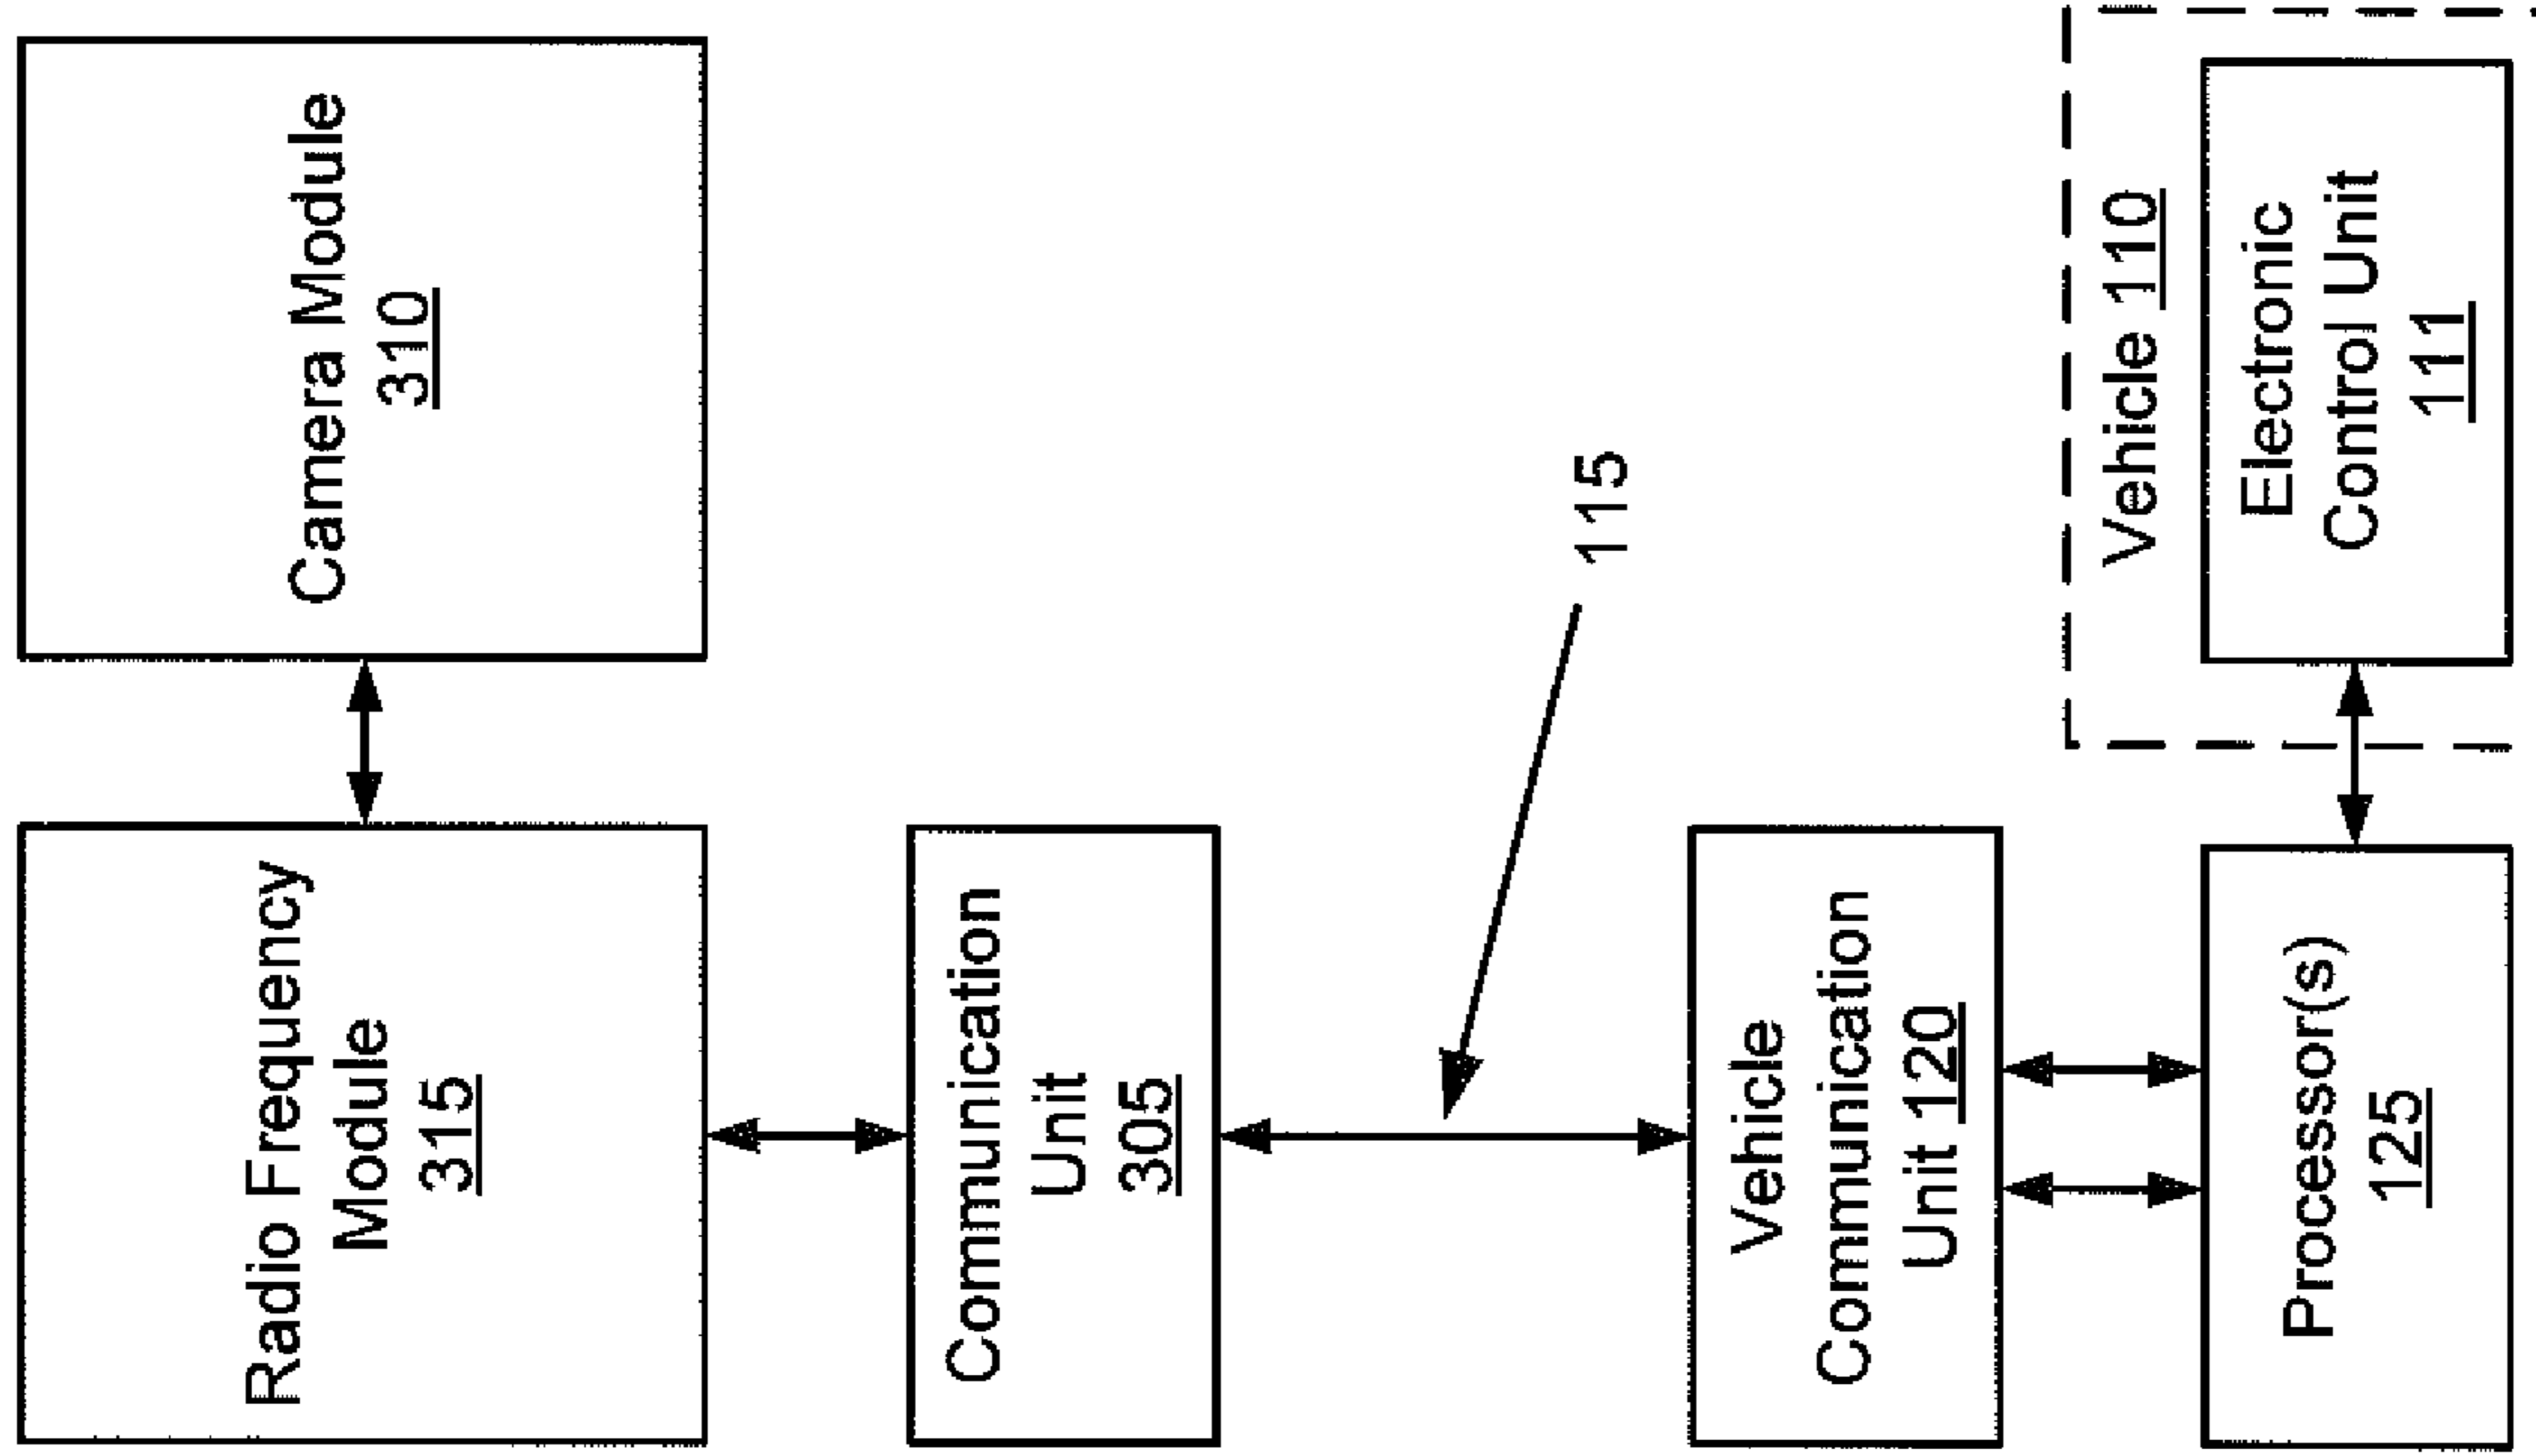 Camera Module
310
Radio Frequency
Module
315
Communication
Unit
305
115
Vehicle
Communication
Unit 120
Vehicle 110
Electronic
Control Unit
111
Processor(s)
125